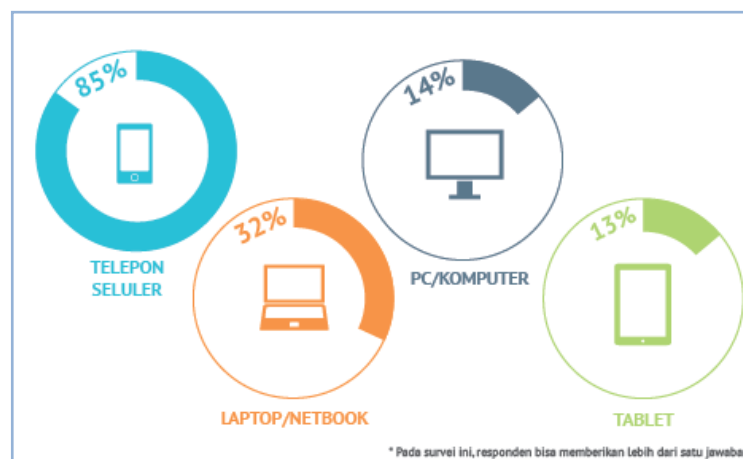 85%
TELEPON
SELULER
32%
LAPTOP/NETBOOK
14%
PC/KOMPUTER
13%
TABLET
* Pada survei ini, responden bisa memberikan lebih dari satu jawaba